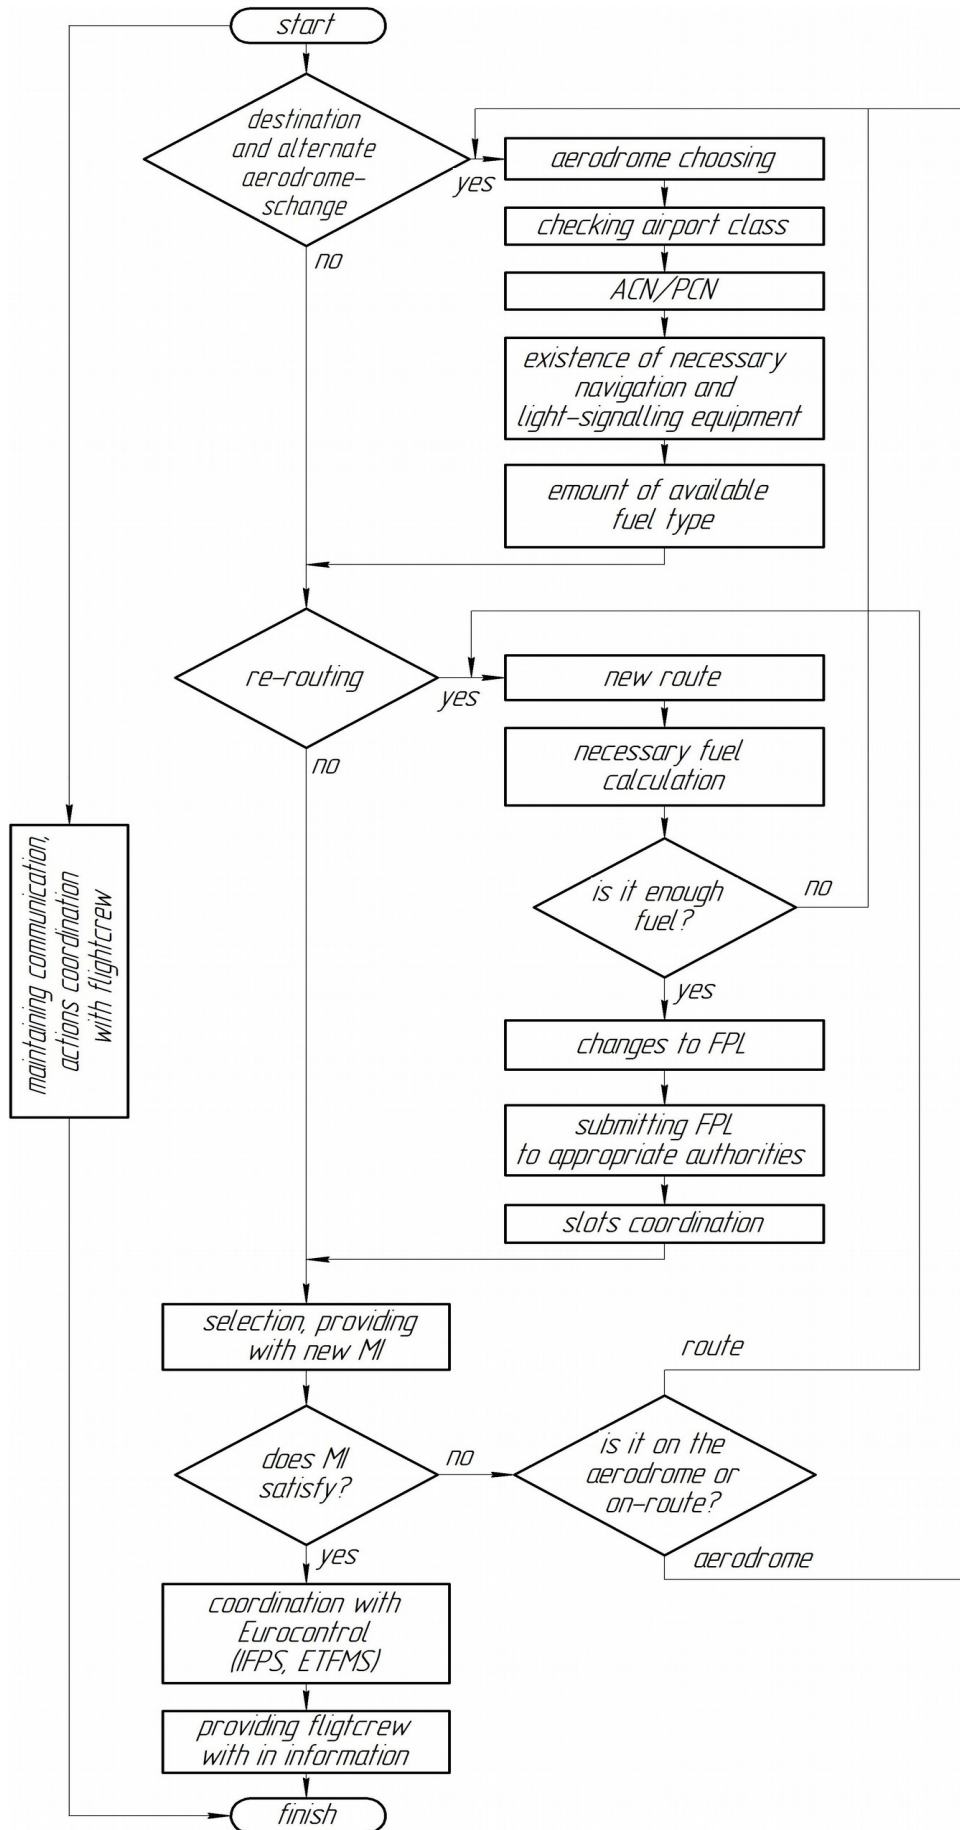 start
destination
and alternate
aerodrome-
schange
yes
no
aerodrome choosing
checking airport class
ACN/PCN
existence of necessary
navigation and
light-signalling equipment
emount of available
fuel type
re-routing
yes
no
new route
necessary fuel
calculation
is it enough
fuel?
no
yes
changes to FPL
submitting FPL
to appropriate authorities
slots coordination
maintaining communication,
actions coordination
with flightcrew
selection, providing
with new MI
does MI
satisfy?
no
yes
is it on the
aerodrome or
on-route?
route
aerodrome
coordination with
Eurocontrol
(IFPS, ETFMS)
providing fligtcrew
with in information
finish